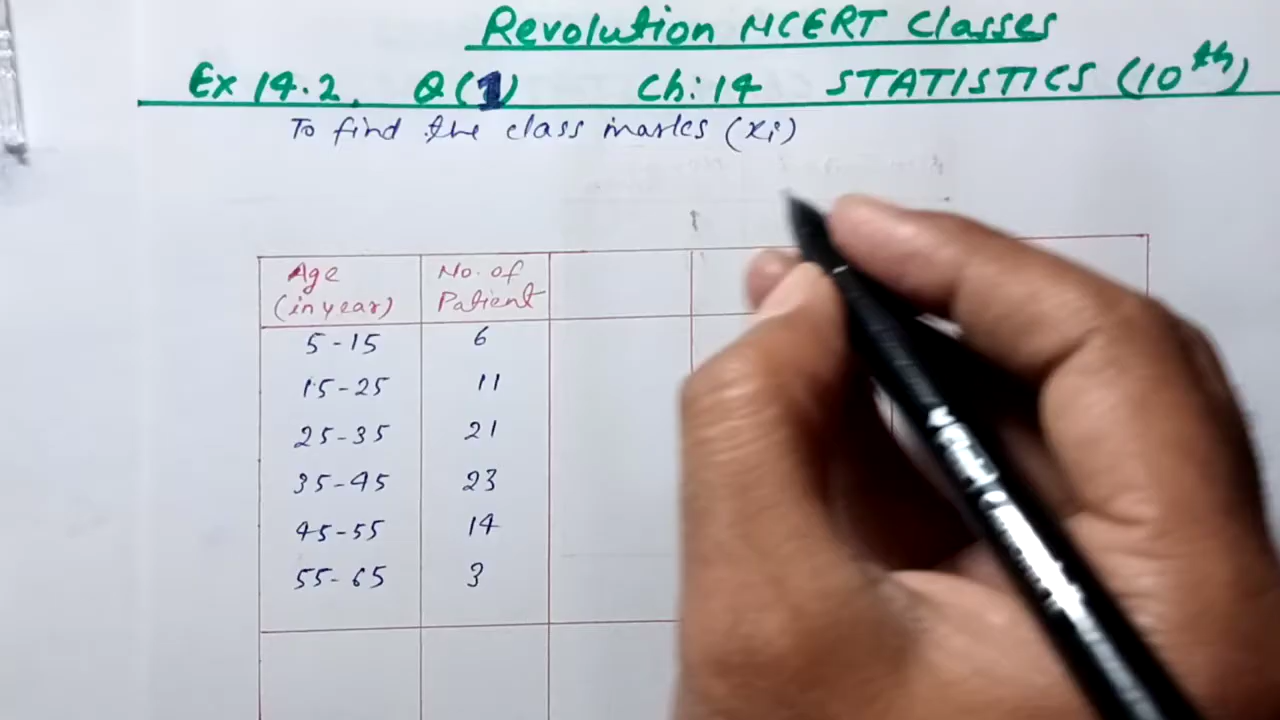 Revolution NCERT Classes
Ex 14.2. Q(1) Ch: 14 STATISTICS (10th)
To find the class marks (xi)
Age (in year) No. of Patient
5-15 6
15-25 11
25-35 21
35-45 23
45-55 14
55-65 3